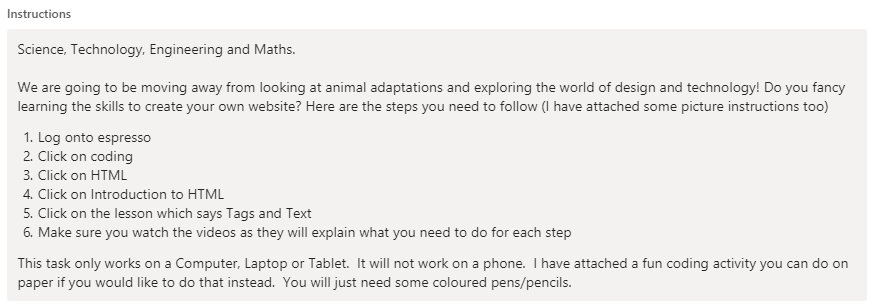 Instructions
Science, Technology, Engineering and Maths.
We are going to be moving away from looking at animal adaptations and exploring the world of design and technology! Do you fancy
learning the skills to create your own website? Here are the steps you need to follow (I have attached some picture instructions too)
1. Log onto espresso
2. Click on coding
3. Click on HTML
4. Click on Introduction to HTML
5. Click on the lesson which says Tags and Text
6. Make sure you watch the videos as they will explain what you need to do for each step
This task only works on a Computer, Laptop or Tablet.  It will not work on a phone.  I have attached a fun coding activity you can do on
paper if you would like to do that instead.  You will just need some coloured pens/pencils.